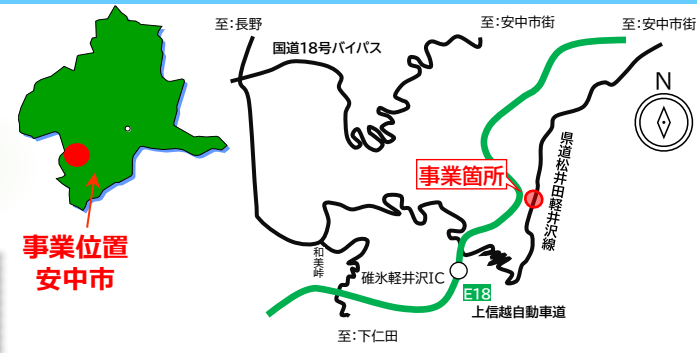 至:長野
国道18号バイパス
至:安中市街
至:安中市街
N
事業箇所
県道松井田軽井沢線
事業位置
安中市
和美峠
碓氷軽井沢IC
E18
上信越自動車道
至:下仁田